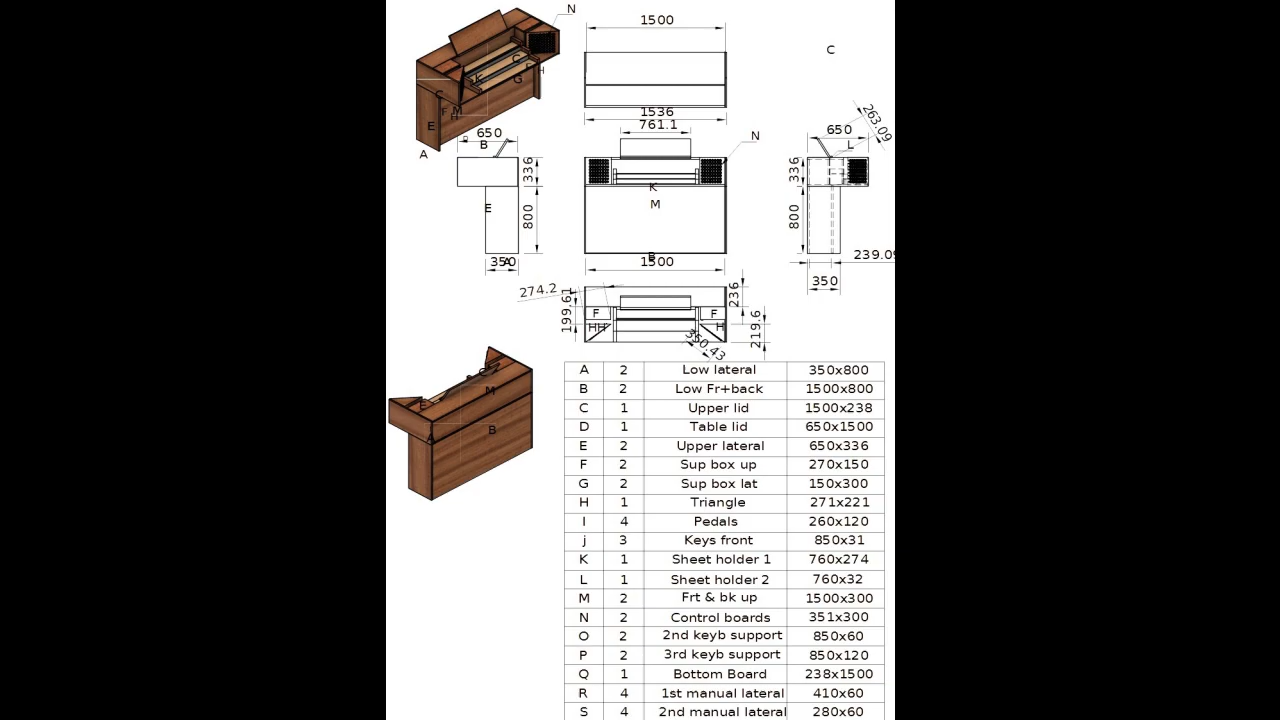 N
1500
C
K
C
F
H
G
C
F
M
H
E
A
1536
761.1
263.09
650
B
650
L
N
336
336
K
M
E
800
800
B
350
A
1500
239.09
350
274.2
199.61
236
219.6
F
F
HH
H
350.43
C
M
E
A
B
A 2 Low lateral 350x800
B 2 Low Fr+back 1500x800
C 1 Upper lid 1500x238
D 1 Table lid 650x1500
E 2 Upper lateral 650x336
F 2 Sup box up 270x150
G 2 Sup box lat 150x300
H 1 Triangle 271x221
I 4 Pedals 260x120
j 3 Keys front 850x31
K 1 Sheet holder 1 760x274
L 1 Sheet holder 2 760x32
M 2 Frt & bk up 1500x300
N 2 Control boards 351x300
O 2 2nd keyb support 850x60
P 2 3rd keyb support 850x120
Q 1 Bottom Board 238x1500
R 4 1st manual lateral 410x60
S 4 2nd manual lateral 280x60